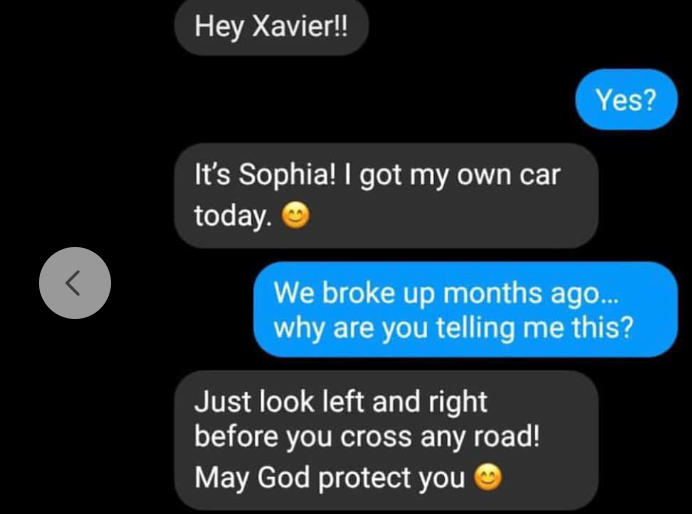 Hey Xavier!!
Yes?
It's Sophia! I got my own car
today. 😊
We broke up months ago...
why are you telling me this?
Just look left and right
before you cross any road!
May God protect you 😊